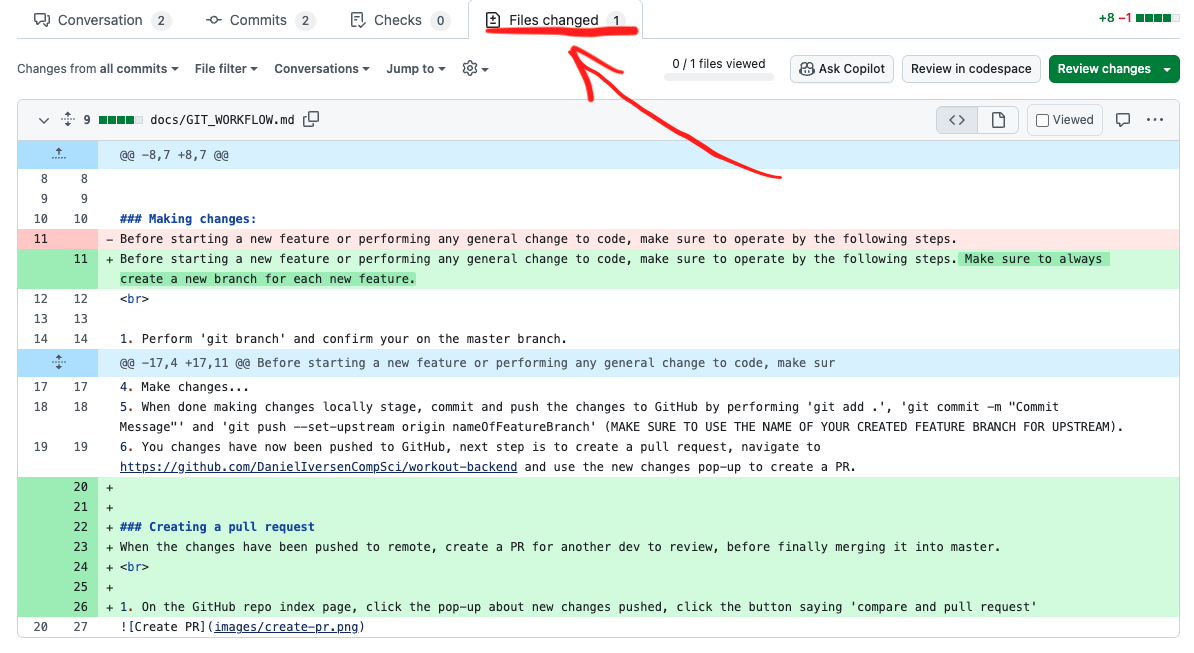 Conversation 2 Commits 2 Checks 0 Files changed 1 +8 −1
Changes from all commits File filter Conversations Jump to 0 / 1 files viewed Ask Copilot Review in codespace Review changes
9 docs/GIT_WORKFLOW.md Viewed
@@ -8,7 +8,7 @@
8 8
9 9
10 10 ### Making changes:
11 - Before starting a new feature or performing any general change to code, make sure to operate by the following steps.
11 + Before starting a new feature or performing any general change to code, make sure to operate by the following steps. Make sure to always
create a new branch for each new feature.
12 12 <br>
13 13
14 14 1. Perform 'git branch' and confirm your on the master branch.
@@ -17,4 +17,11 @@ Before starting a new feature or performing any general change to code, make sur
17 17 4. Make changes...
18 18 5. When done making changes locally stage, commit and push the changes to GitHub by performing 'git add .', 'git commit -m "Commit
Message"' and 'git push --set-upstream origin nameOfFeatureBranch' (MAKE SURE TO USE THE NAME OF YOUR CREATED FEATURE BRANCH FOR UPSTREAM).
19 19 6. You changes have now been pushed to GitHub, next step is to create a pull request, navigate to
https://github.com/DanielIversenCompSci/workout-backend and use the new changes pop-up to create a PR.
20 +
21 +
22 + ### Creating a pull request
23 + When the changes have been pushed to remote, create a PR for another dev to review, before finally merging it into master.
24 + <br>
25 +
26 + 1. On the GitHub repo index page, click the pop-up about new changes pushed, click the button saying 'compare and pull request'
20 27 ![Create PR](images/create-pr.png)